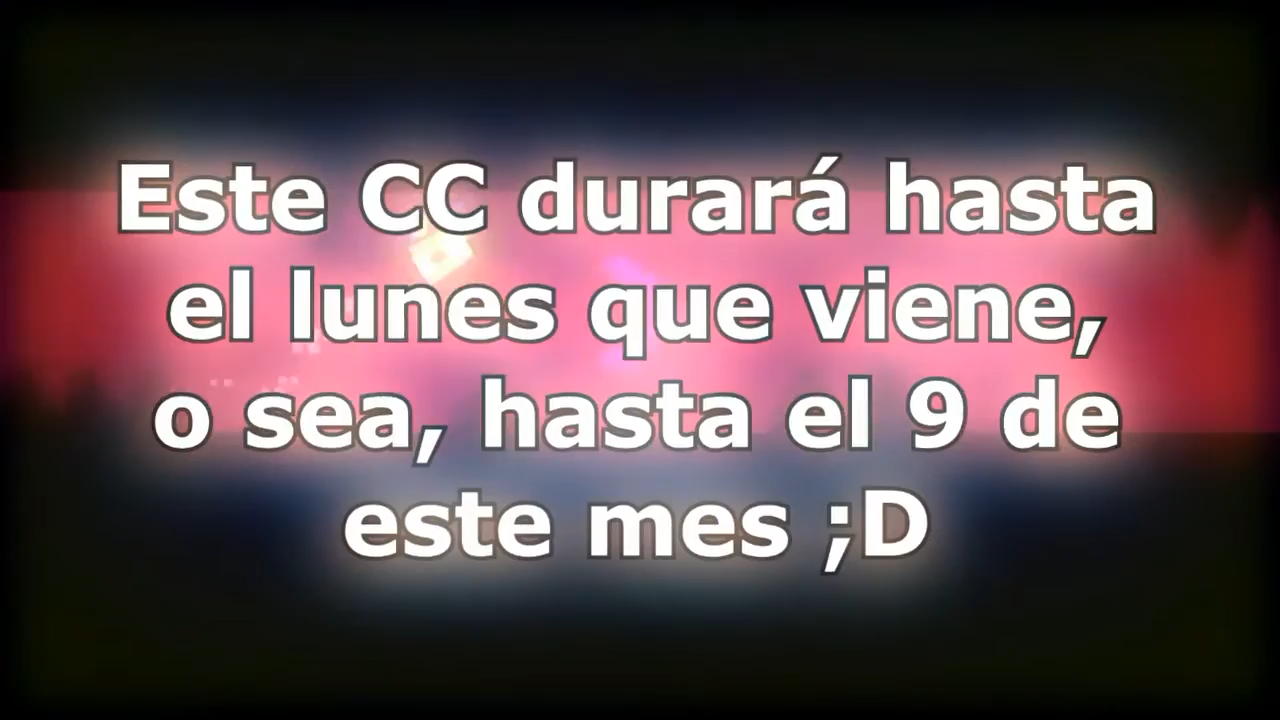 Este CC durará hasta
el lunes que viene,
o sea, hasta el 9 de
este mes ;D